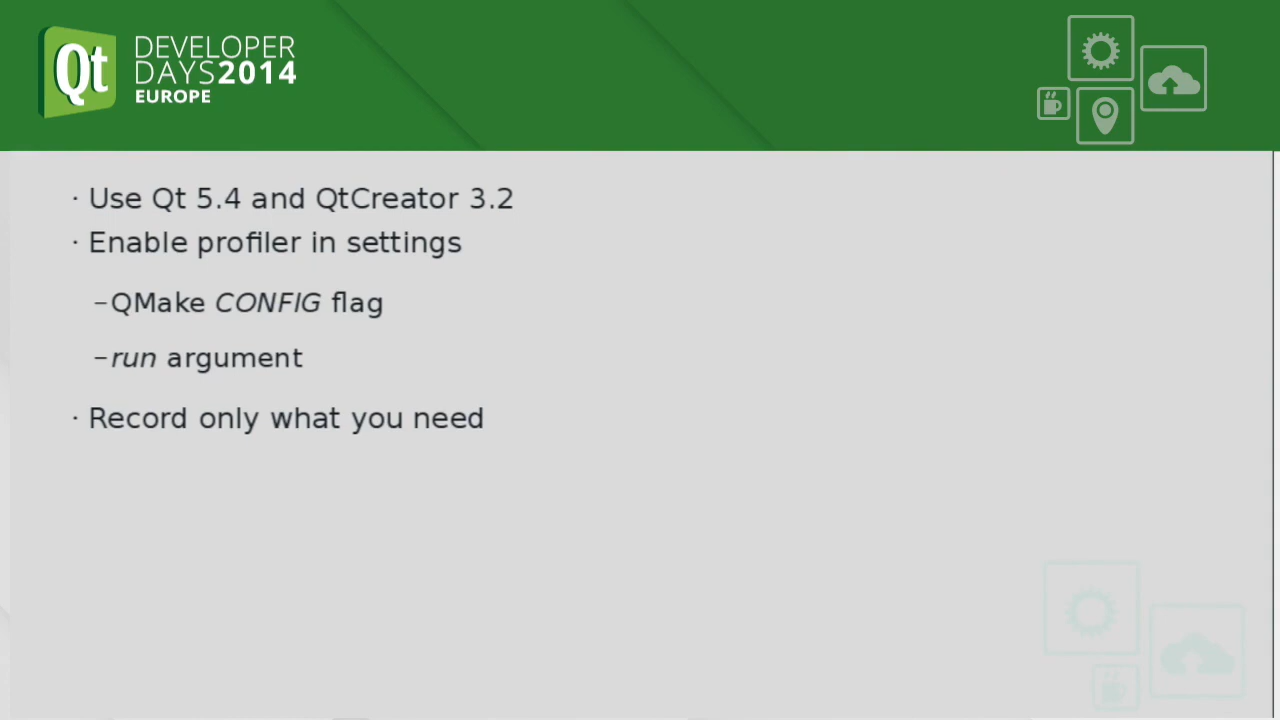 Qt
DEVELOPER
DAYS2014
EUROPE
· Use Qt 5.4 and QtCreator 3.2
· Enable profiler in settings
–QMake CONFIG flag
–run argument
· Record only what you need